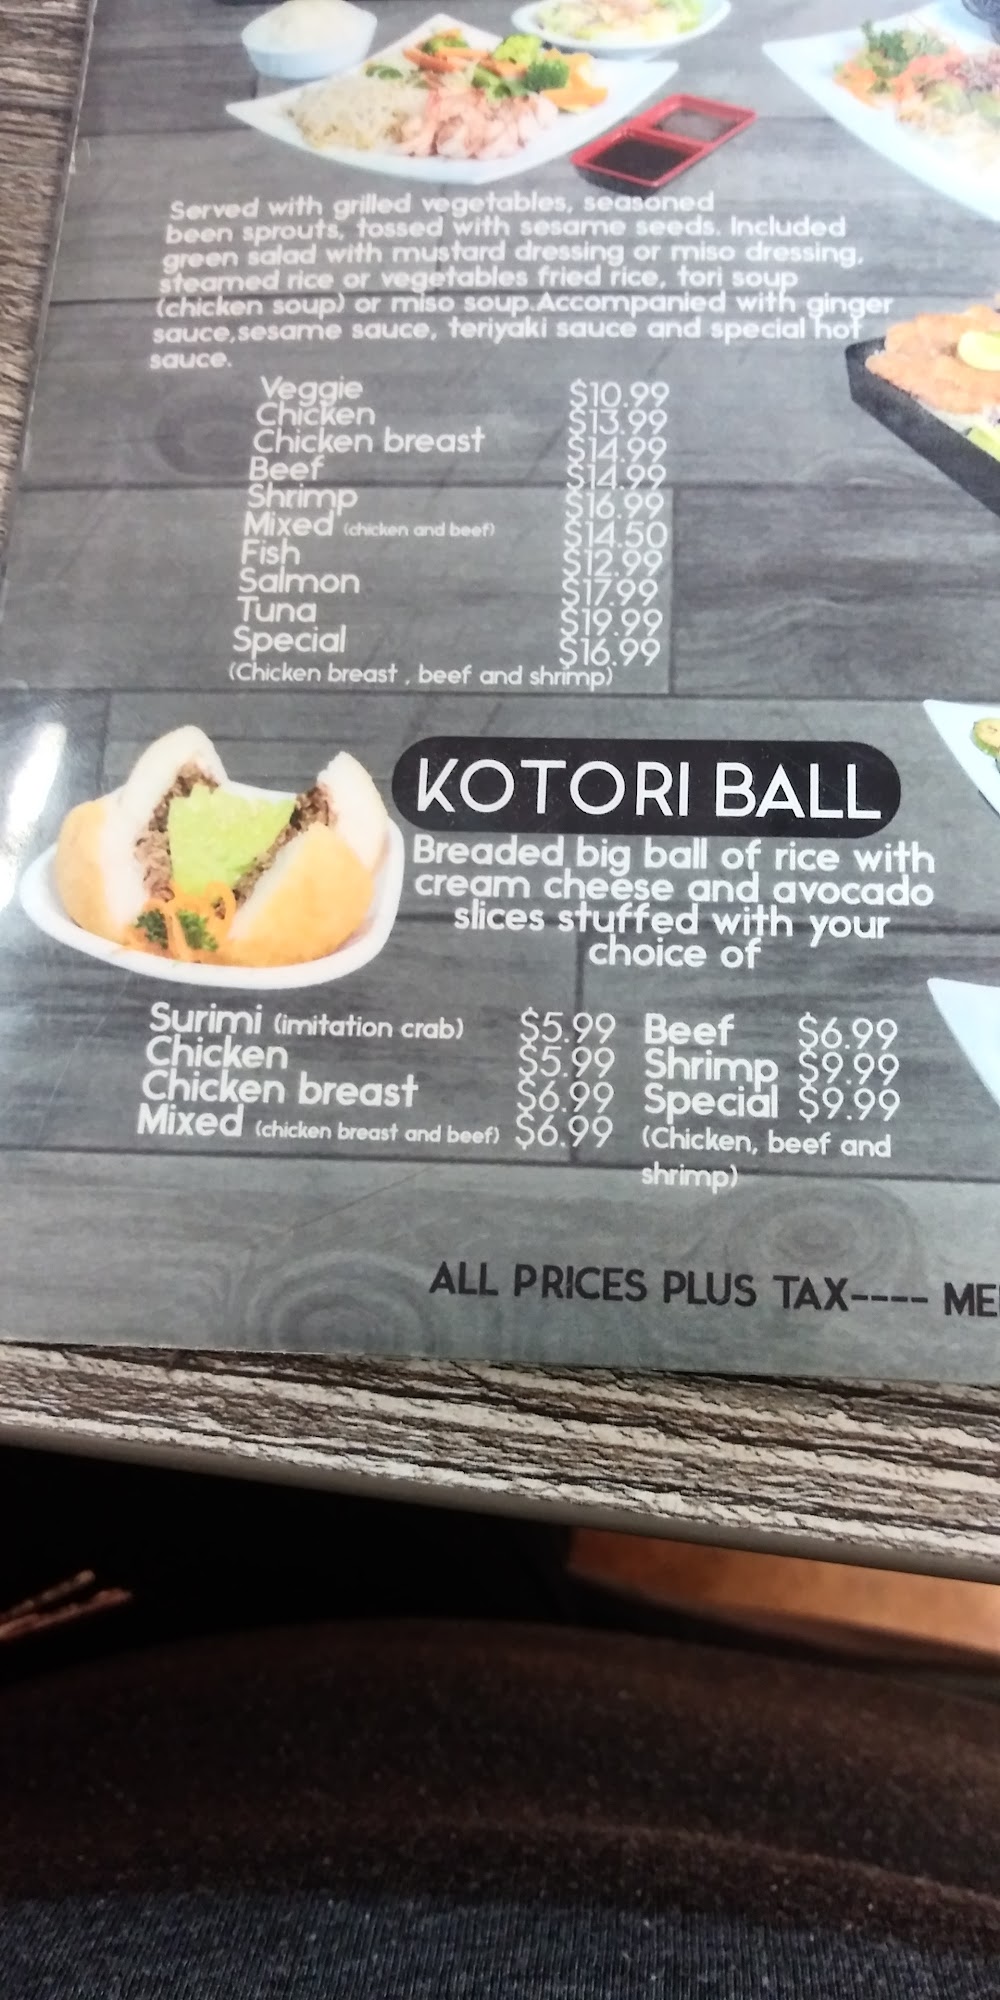 Served with grilled vegetables, seasoned
been sprouts, tossed with sesame seeds. Included
green salad with mustard dressing or miso dressing,
steamed rice or vegetables fried rice, tori soup
(chicken soup) or miso soup.Accompanied with ginger
sauce,sesame sauce, teriyaki sauce and special hot
sauce.
Veggie $10.99
Chicken $13.99
Chicken breast $14.99
Beef $14.99
Shrimp $16.99
Mixed (chicken and beef) $14.50
Fish $12.99
Salmon $17.99
Tuna $19.99
Special $16.99
(Chicken breast , beef and shrimp)
KOTORI BALL
Breaded big ball of rice with
cream cheese and avocado
slices stuffed with your
choice of
Surimi (imitation crab) $5.99
Chicken $5.99
Chicken breast $6.99
Mixed (chicken breast and beef) $6.99
Beef $6.99
Shrimp $9.99
Special $9.99
(Chicken, beef and
shrimp)
ALL PRICES PLUS TAX----